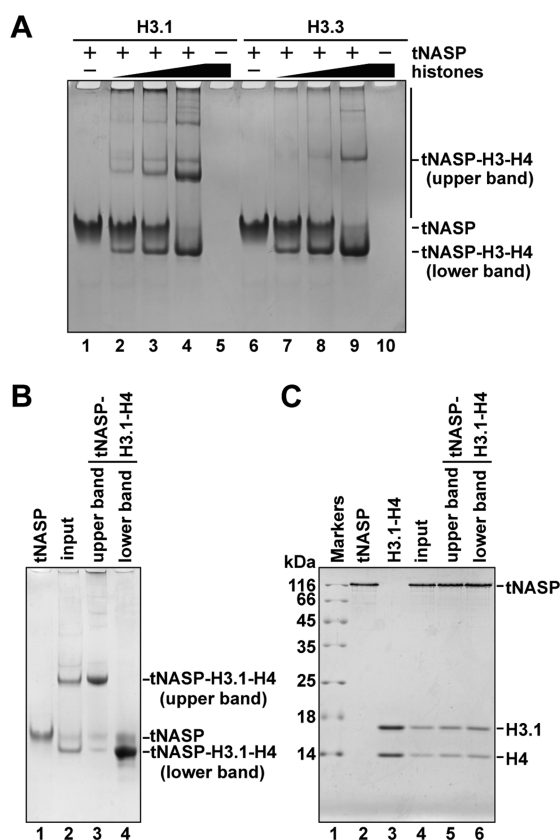 A
H3.1 H3.3
+ + + + − + + + + − tNASP
− − histones
tNASP-H3-H4
(upper band)
tNASP
tNASP-H3-H4
(lower band)
1 2 3 4 5 6 7 8 9 10
B
tNASP-
H3.1-H4
tNASP
input
upper band
lower band
tNASP-H3.1-H4
(upper band)
tNASP
tNASP-H3.1-H4
(lower band)
1 2 3 4
C
tNASP-
H3.1-H4
Markers
tNASP
H3.1-H4
input
upper band
lower band
kDa
116
66
45
35
25
18
14
tNASP
H3.1
H4
1 2 3 4 5 6